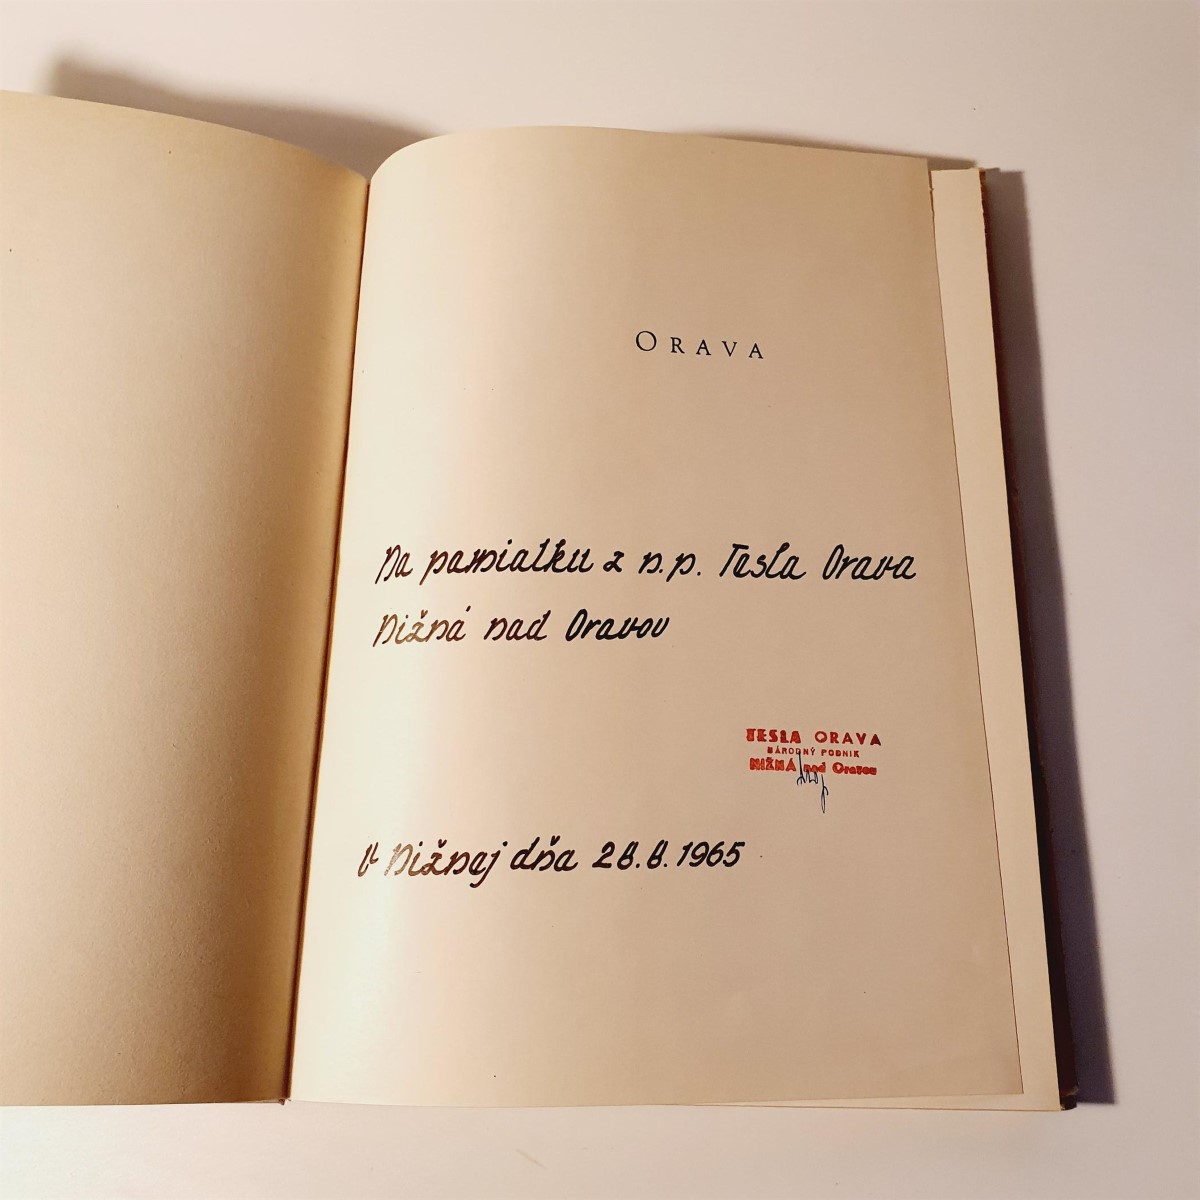 ORAVA
Na pamiatku z n.p. Tesla Orava
Nižná nad Oravou
TESLA ORAVA
NÁRODNÝ PODNIK
NIŽNÁ nad Oravou
V Nižnej dňa 28.8.1965